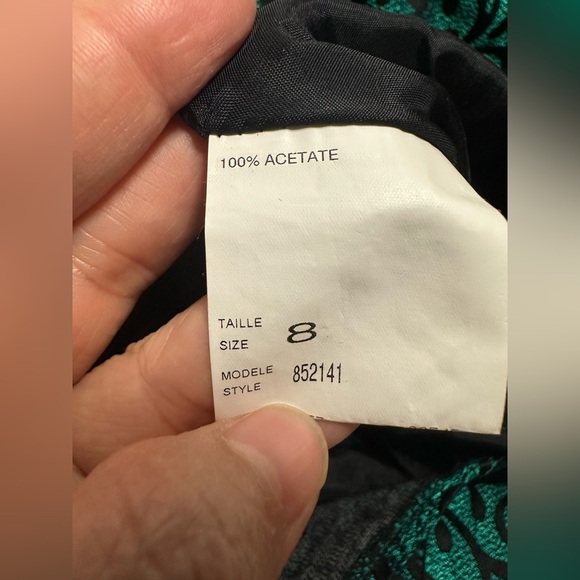 100% ACETATE
TAILLE
SIZE 8
MODELE
STYLE 852141